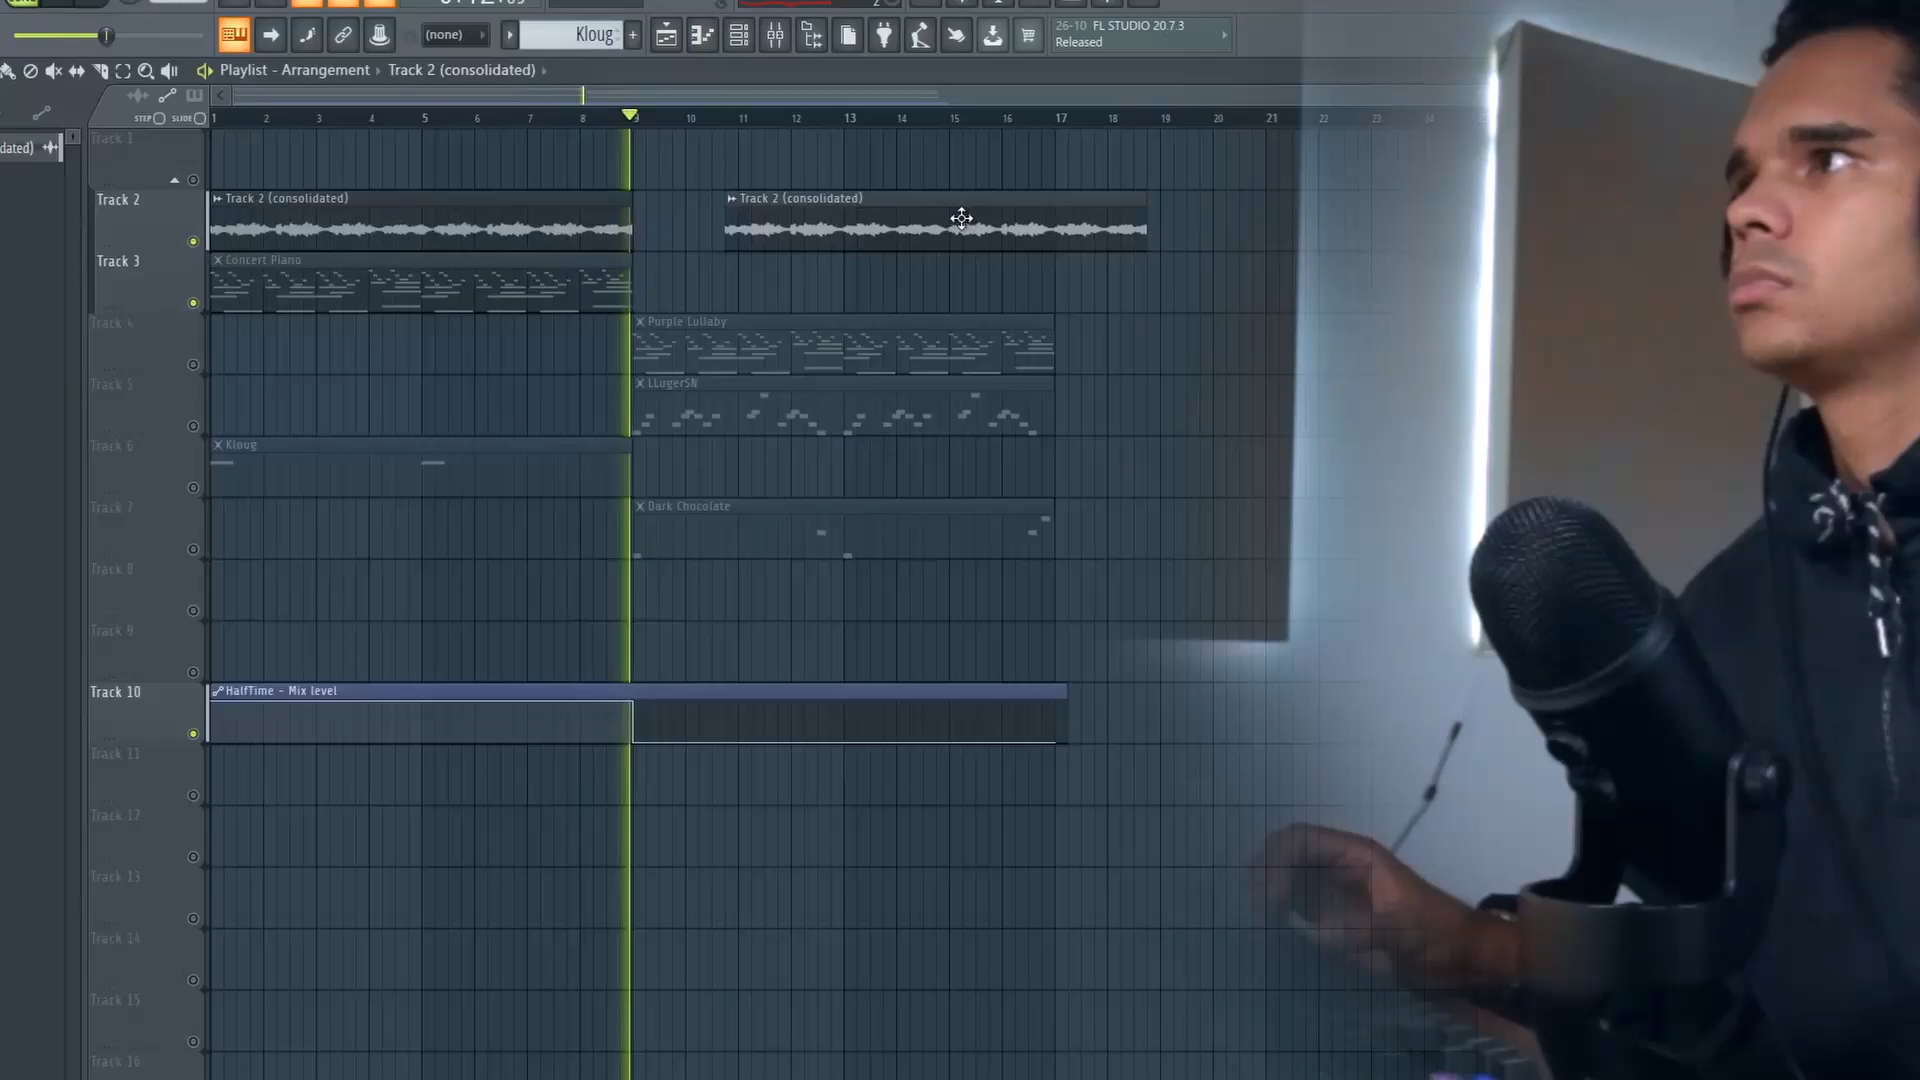 (none)
Kloug
26-10 FL STUDIO 20.7.3
Released
Playlist - Arrangement
Track 2 (consolidated)
STEP
SLIDE
1 2 3 4 5 6 7 8 9 10 11 12 13 14 15 16 17 18 19 20 21 22 23 24
dated)
Track 1
Track 2
Track 2 (consolidated)
Track 2 (consolidated)
Track 3
Concert Piano
Track 4
Purple Lullaby
Track 5
LLugerSN
Track 6
Kloug
Track 7
Dark Chocolate
Track 8
Track 9
Track 10
HalfTime - Mix level
Track 11
Track 12
Track 13
Track 14
Track 15
Track 16